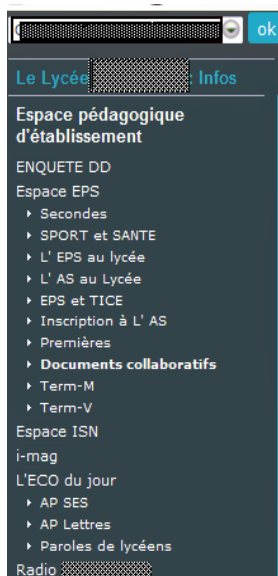 ok
Le Lycée : Infos
Espace pédagogique
d'établissement
ENQUETE DD
Espace EPS
Secondes
SPORT et SANTE
L' EPS au lycée
L' AS au Lycée
EPS et TICE
Inscription à L' AS
Premières
Documents collaboratifs
Term-M
Term-V
Espace ISN
i-mag
L'ECO du jour
AP SES
AP Lettres
Paroles de lycéens
Radio